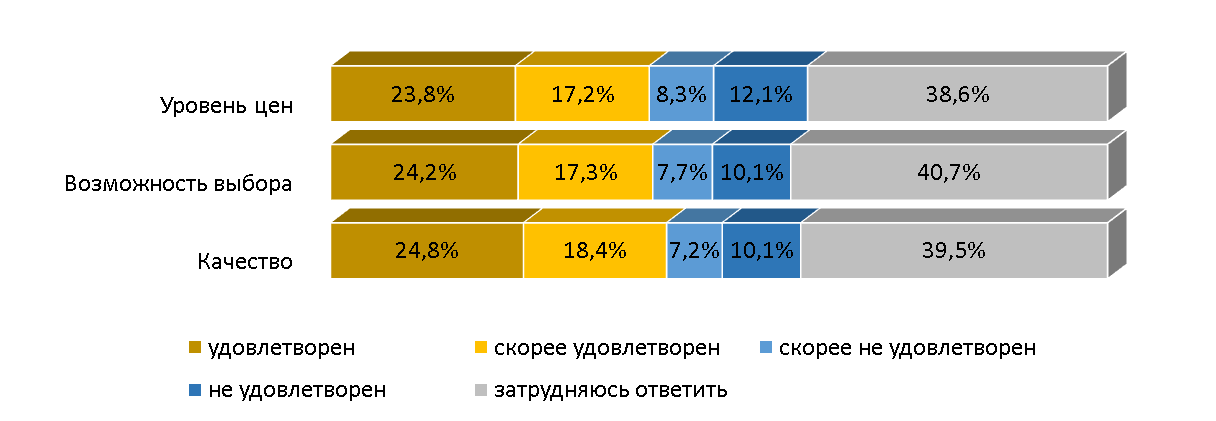 Уровень цен 23,8% 17,2% 8,3% 12,1% 38,6%
Возможность выбора 24,2% 17,3% 7,7% 10,1% 40,7%
Качество 24,8% 18,4% 7,2% 10,1% 39,5%
удовлетворен скорее удовлетворен скорее не удовлетворен
не удовлетворен затрудняюсь ответить